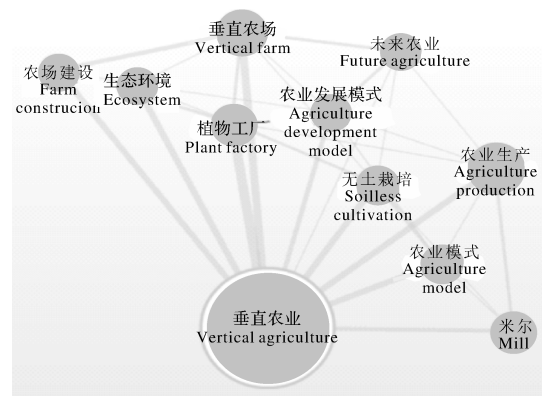 垂直农场
Vertical farm
未来农业
Future agriculture
农场建设
Farm
construcion
生态环境
Ecosystem
农业发展模式
Agriculture
development
model
植物工厂
Plant factory
农业生产
Agriculture
production
无土栽培
Soilless
cultivation
农业模式
Agriculture
model
垂直农业
Vertical agriculture
米尔
Mill